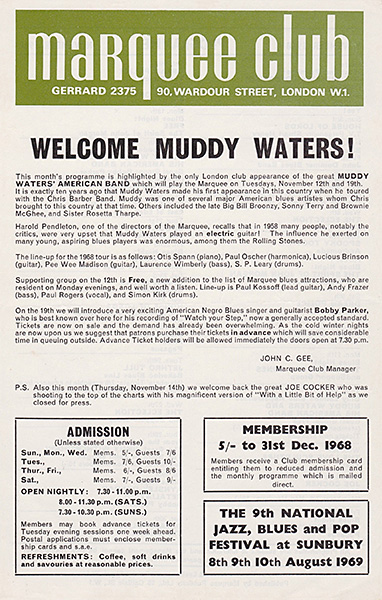 marquee club
GERRARD 2375 90, WARDOUR STREET, LONDON W.1.
WELCOME MUDDY WATERS!
This month's programme is highlighted by the only London club appearance of the great MUDDY
WATERS' AMERICAN BAND which will play the Marquee on Tuesdays, November 12th and 19th.
It is exactly ten years ago that Muddy Waters made his first appearance in this country when he toured
with the Chris Barber Band. Muddy was one of several major American blues artistes whom Chris
brought to this country at that time. Others included the late Big Bill Broonzy, Sonny Terry and Brownie
McGhee, and Sister Rosetta Tharpe.
Harold Pendleton, one of the directors of the Marquee, recalls that in 1958 many people, notably the
critics, were very upset that Muddy Waters played an electric guitar! The influence he exerted on
many young, aspiring blues players was enormous, among them the Rolling Stones.
The line-up for the 1968 tour is as follows: Otis Spann (piano), Paul Oscher (harmonica), Lucious Brinson
(guitar), Pee Wee Madison (guitar), Laurence Wimberly (bass), S. P. Leary (drums).
Supporting group on the 12th is Free, a new addition to the list of Marquee blues attractions, who are
resident on Monday evenings, and well worth a listen. Line-up is Paul Kossoff (lead guitar), Andy Frazer
(bass), Paul Rogers (vocal), and Simon Kirk (drums).
On the 19th we will introduce a very exciting American Negro Blues singer and guitarist Bobby Parker,
who is best known over here for his recording of "Watch your Step," now a generally accepted standard.
Tickets are now on sale and the demand has already been overwhelming. As the cold winter nights
are now upon us we suggest that patrons purchase their tickets in advance which will save considerable
time in queuing outside. Advance Ticket holders will be allowed immediately the doors open at 7.30 p.m.
JOHN C. GEE,
Marquee Club Manager
P.S. Also this month (Thursday, November 14th) we welcome back the great JOE COCKER who was
shooting to the top of the charts with his magnificent version of "With a Little Bit of Help" as we
closed for press.
ADMISSION
(Unless stated otherwise)
Sun., Mon., Wed. Mems. 5/-, Guests 7/6
Tues., Mems. 7/6, Guests 10/-
Thur., Fri., Mems. 6/-, Guests 8/6
Sat., Mems. 7/-, Guests 9/-
OPEN NIGHTLY: 7.30 - 11.00 p.m.
8.00 - 11.30 p.m. (SATS.)
7.30 - 10.30 p.m. (SUNS.)
Members may book advance tickets for
Tuesday evening sessions one week ahead.
Postal applications must enclose member-
ship cards and s.a.e.
REFRESHMENTS: Coffee, soft drinks
and savouries at reasonable prices.
MEMBERSHIP
5/- to 31st Dec. 1968
Members receive a Club membership card
entitling them to reduced admission and
the monthly programme which is mailed
direct.
THE 9th NATIONAL
JAZZ, BLUES and POP
FESTIVAL at SUNBURY
8th 9th 10th August 1969